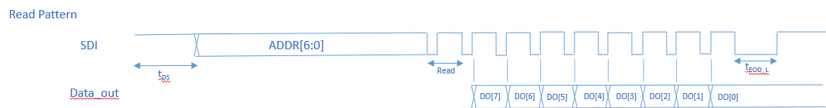 Read Pattern
SDI
ADDR[6:0]
tDS
Read
tEOD_L
Data_out
DO[7] DO[6] DO[5] DO[4] DO[3] DO[2] DO[1] DO[0]